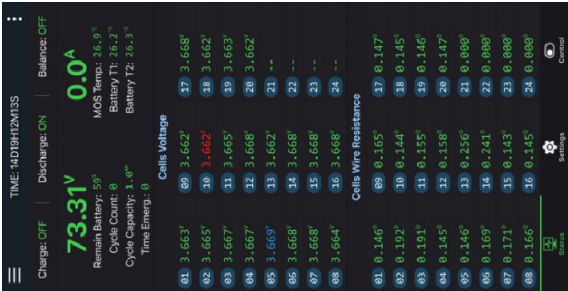 TIME: 14D19H12M13S
Charge: OFF | Discharge: ON | Balance: OFF
73.31V 0.0A
Remain Battery: 59% MOS Temp.: 26.9℃
Cycle Count: 0 Battery T1: 26.2℃
Cycle Capacity: 1.0AH Battery T2: 26.3℃
Time Emerg.: 0
Cells Voltage
01 3.663V 09 3.662V 17 3.668V
02 3.667V 10 3.662V 18 3.662V
03 3.667V 11 3.665V 19 3.663V
04 3.667V 12 3.668V 20 3.662V
05 3.669V 13 3.662V 21 --
06 3.668V 14 3.668V 22 --
07 3.668V 15 3.668V 23 --
08 3.664V 16 3.668V 24 --
Cells Wire Resistance
01 0.146Ω 09 0.165Ω 17 0.147Ω
02 0.192Ω 10 0.144Ω 18 0.145Ω
03 0.191Ω 11 0.155Ω 19 0.146Ω
04 0.145Ω 12 0.158Ω 20 0.147Ω
05 0.146Ω 13 0.256Ω 21 0.000Ω
06 0.169Ω 14 0.241Ω 22 0.000Ω
07 0.171Ω 15 0.143Ω 23 0.000Ω
08 0.166Ω 16 0.145Ω 24 0.000Ω
Status Settings Control